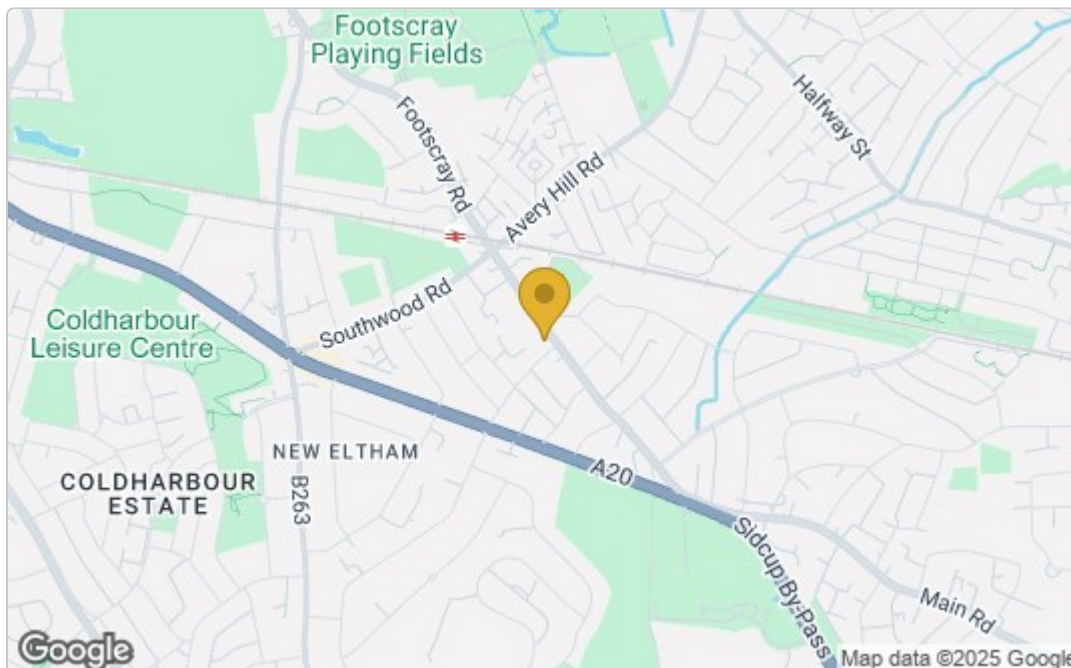 Footscray
Playing Fields
Halfway St
Footscray Rd
Avery Hill Rd
Southwood Rd
Coldharbour
Leisure Centre
NEW ELTHAM
COLDHARBOUR
ESTATE
B263
A20
Sidcup By-Pass
Main Rd
Google
Map data ©2025 Google